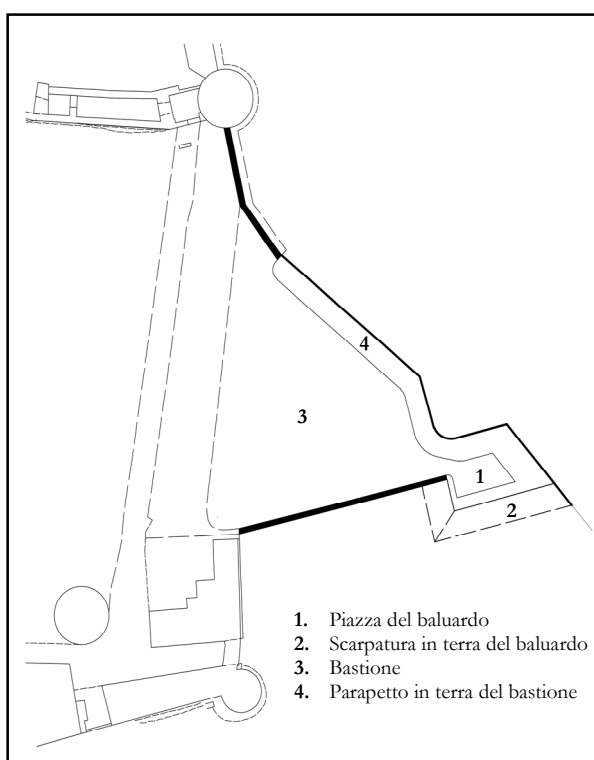 4
3
1
2
1. Piazza del baluardo
2. Scarpatura in terra del baluardo
3. Bastione
4. Parapetto in terra del bastione